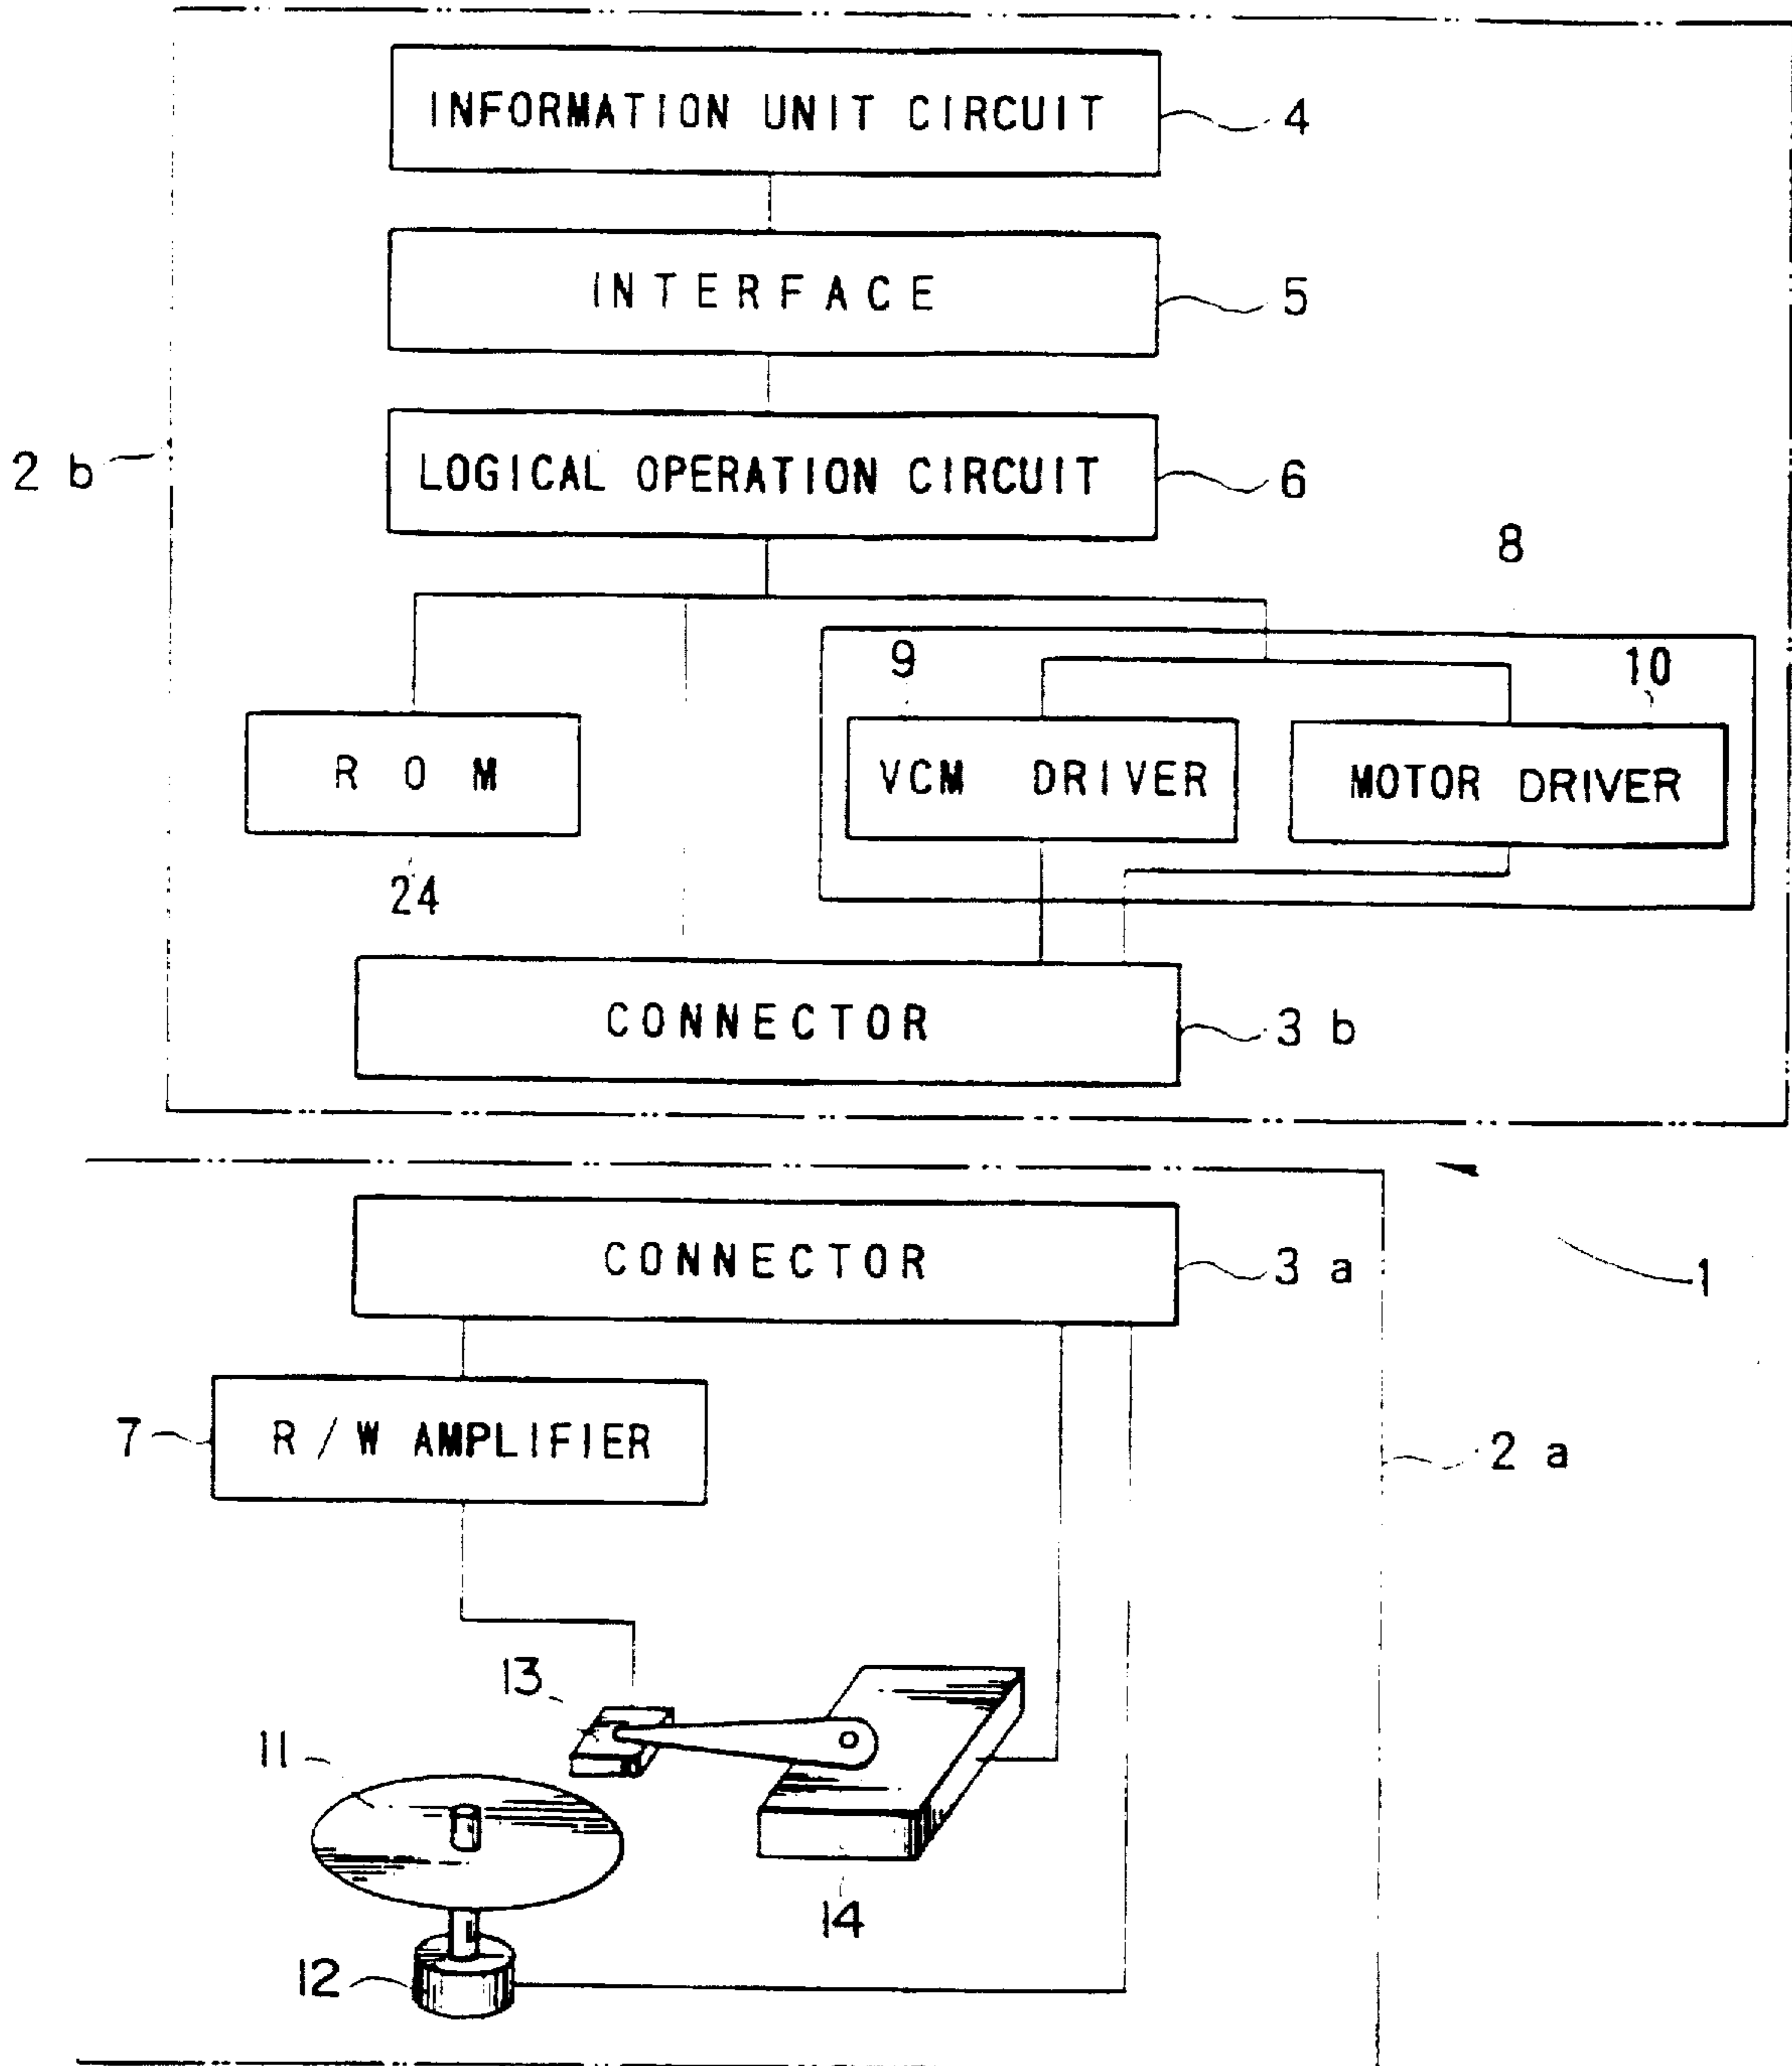 INFORMATION UNIT CIRCUIT
4
INTERFACE
5
2 b
LOGICAL OPERATION CIRCUIT
6
8
9
10
ROM
VCM DRIVER
MOTOR DRIVER
24
CONNECTOR
3 b
CONNECTOR
3 a
1
7
R/W AMPLIFIER
2 a
13
11
14
12